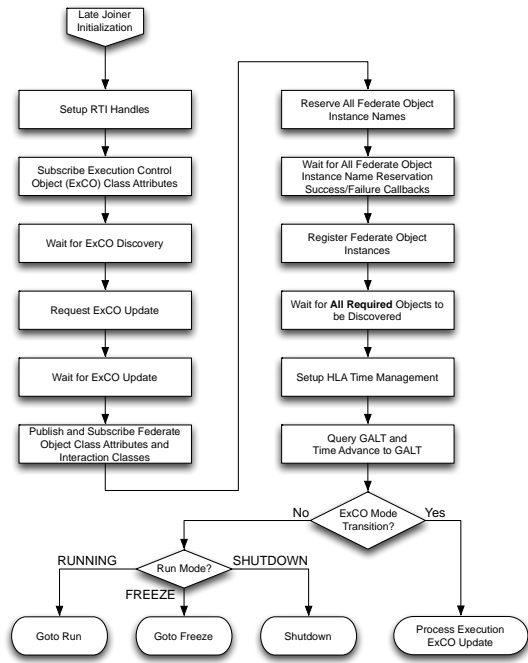 Late Joiner
Initialization
Setup RTI Handles
Subscribe Execution Control
Object (ExCO) Class Attributes
Wait for ExCO Discovery
Request ExCO Update
Wait for ExCO Update
Publish and Subscribe Federate
Object Class Attributes and
Interaction Classes
Reserve All Federate Object
Instance Names
Wait for All Federate Object
Instance Name Reservation
Success/Failure Callbacks
Register Federate Object
Instances
Wait for All Required Objects to
be Discovered
Setup HLA Time Management
Query GALT and
Time Advance to GALT
ExCO Mode
Transition?
No
Yes
Run Mode?
RUNNING
FREEZE
SHUTDOWN
Goto Run
Goto Freeze
Shutdown
Process Execution
ExCO Update